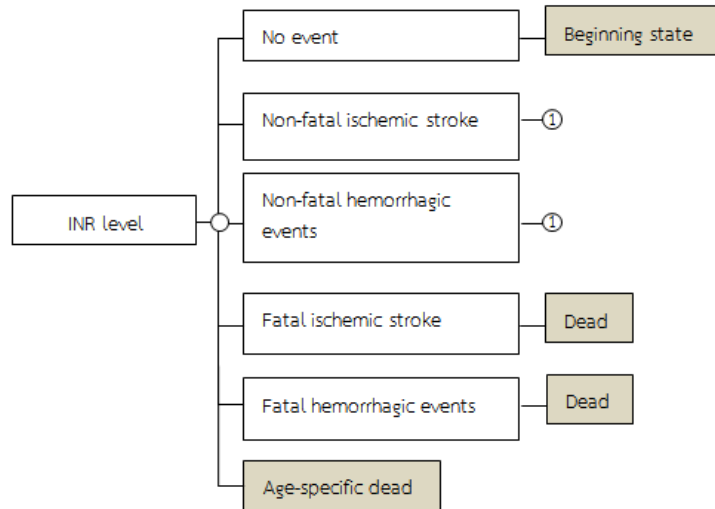 No event
Beginning state
Non-fatal ischemic stroke
1
INR level
Non-fatal hemorrhagic
events
1
Fatal ischemic stroke
Dead
Fatal hemorrhagic events
Dead
Age-specific dead